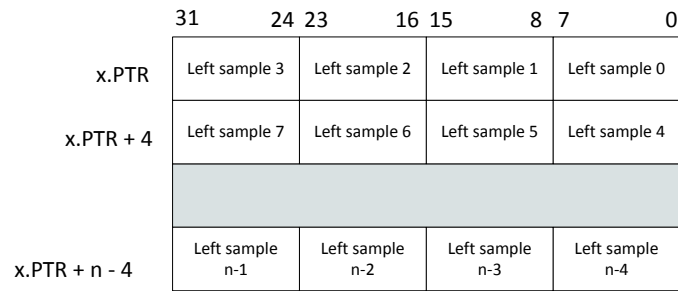 31 24 23 16 15 8 7 0
x.PTR Left sample 3 Left sample 2 Left sample 1 Left sample 0
x.PTR + 4 Left sample 7 Left sample 6 Left sample 5 Left sample 4
Left sample Left sample Left sample Left sample
x.PTR + n - 4 n-1 n-2 n-3 n-4